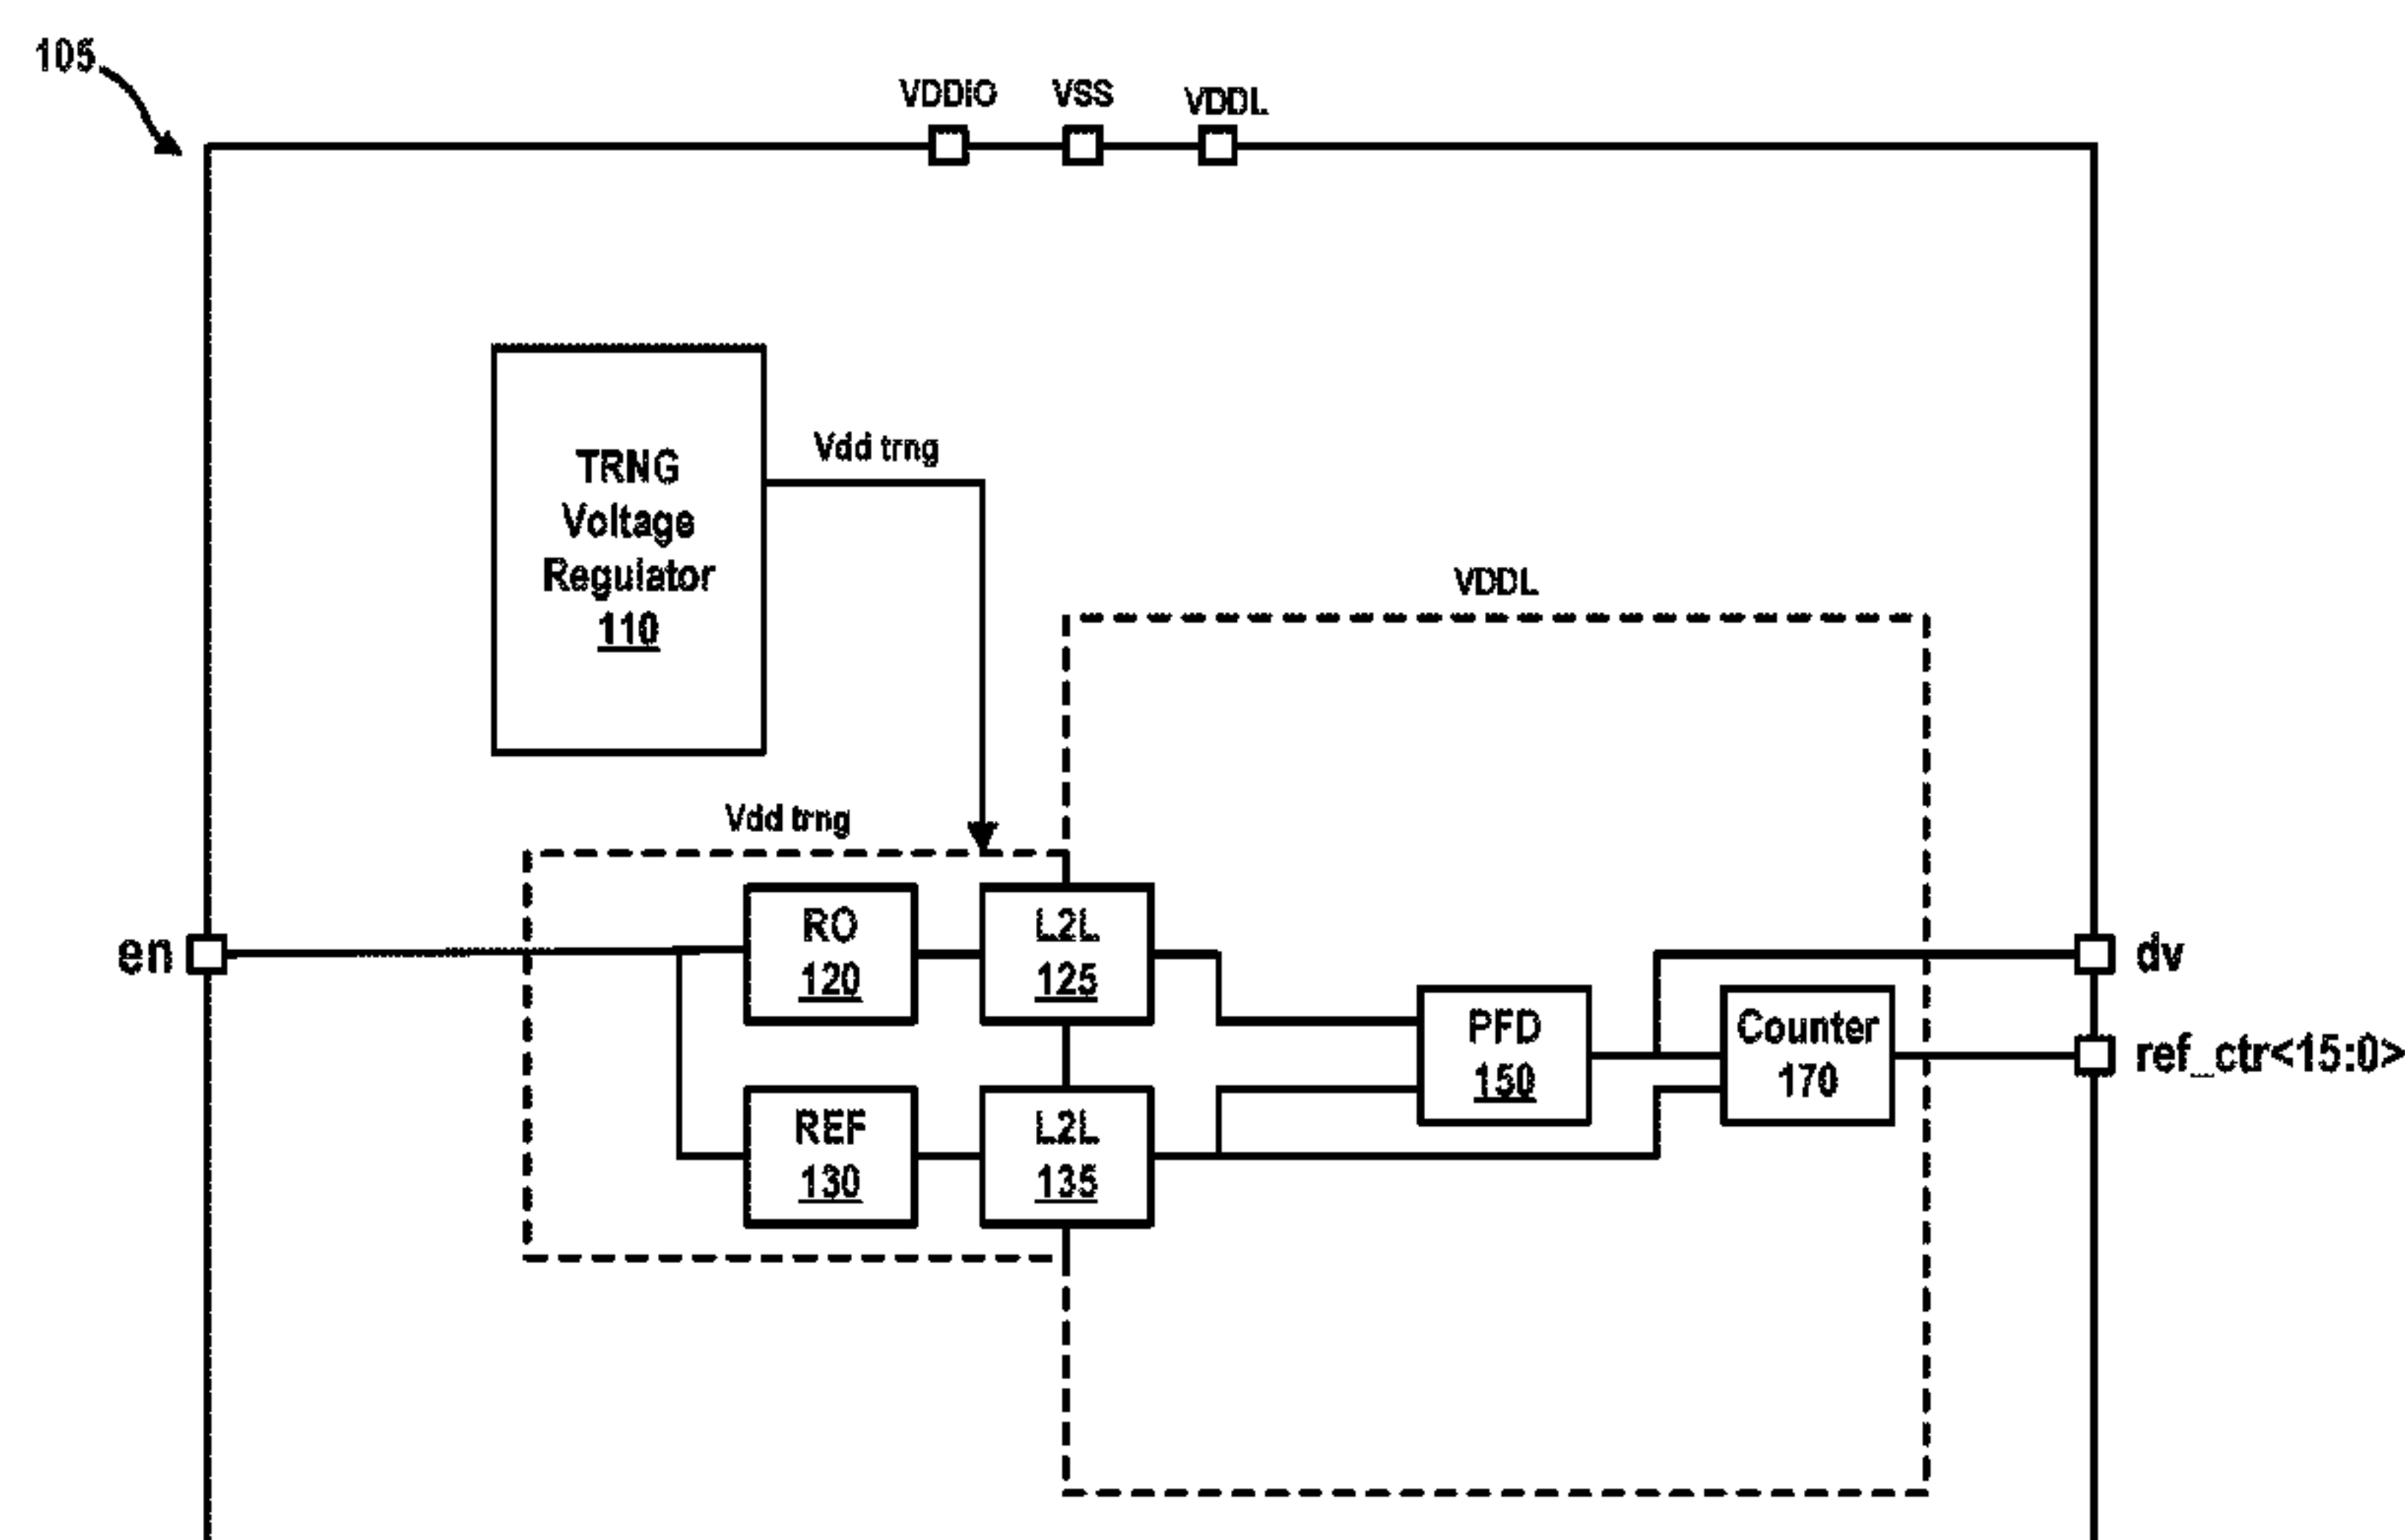 105
VDDIO
VSS
VDDL
TRNG
Voltage
Regulator
110
Vdd trng
VDDL
Vdd trng
en
RO
120
L2L
125
PFD
150
Counter
170
dv
ref_ctr<15:0>
REF
130
L2L
135